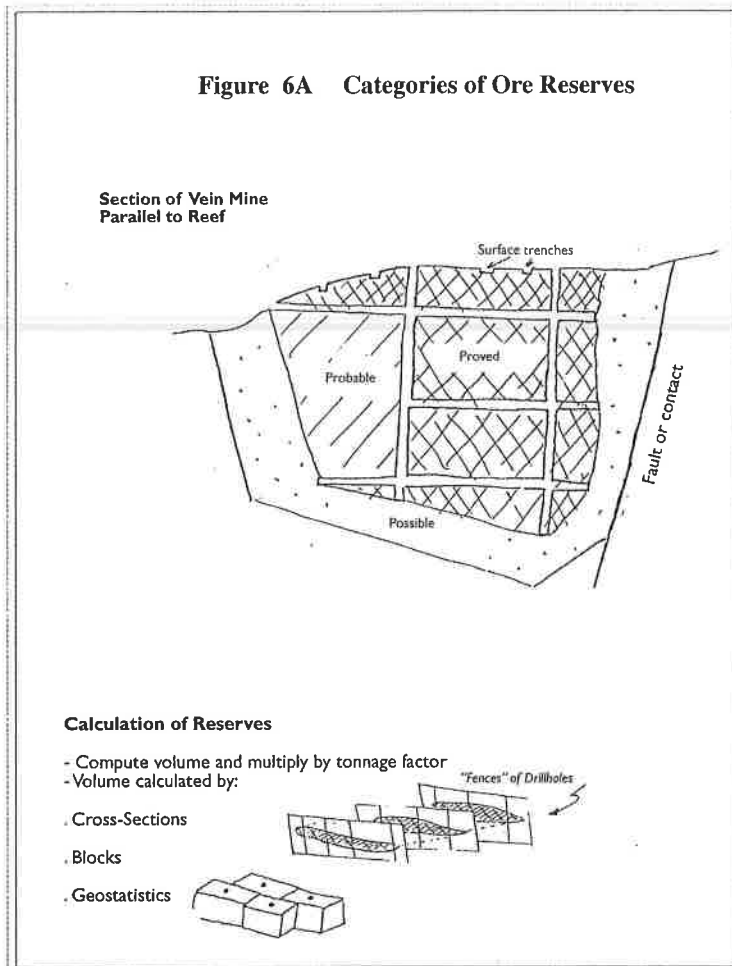 Figure 6A Categories of Ore Reserves
Section of Vein Mine
Parallel to Reef
Surface trenches
Probable
Proved
Fault or contact
Possible
Calculation of Reserves
- Compute volume and multiply by tonnage factor
- Volume calculated by:
"Fences" of Drillholes
. Cross-Sections
. Blocks
. Geostatistics